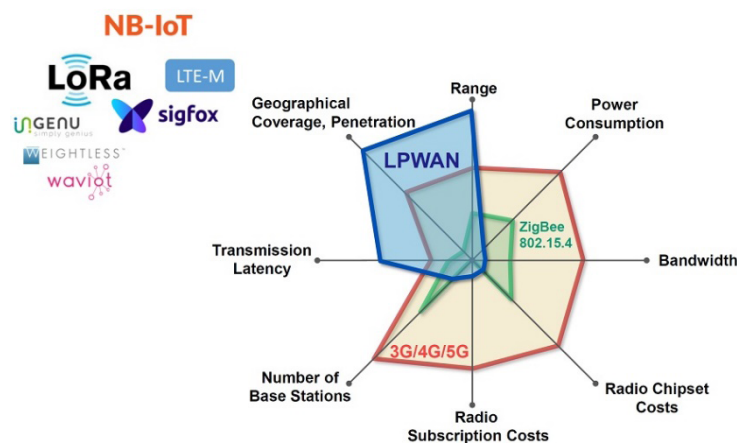 NB-IoT
LoRa
LTE-M
inGENU
simply genius
sigfox
WEIGHTLESS™
waviot
Range
Geographical
Coverage, Penetration
Power
Consumption
LPWAN
ZigBee
802.15.4
Transmission
Latency
Bandwidth
3G/4G/5G
Number of
Base Stations
Radio
Subscription Costs
Radio Chipset
Costs